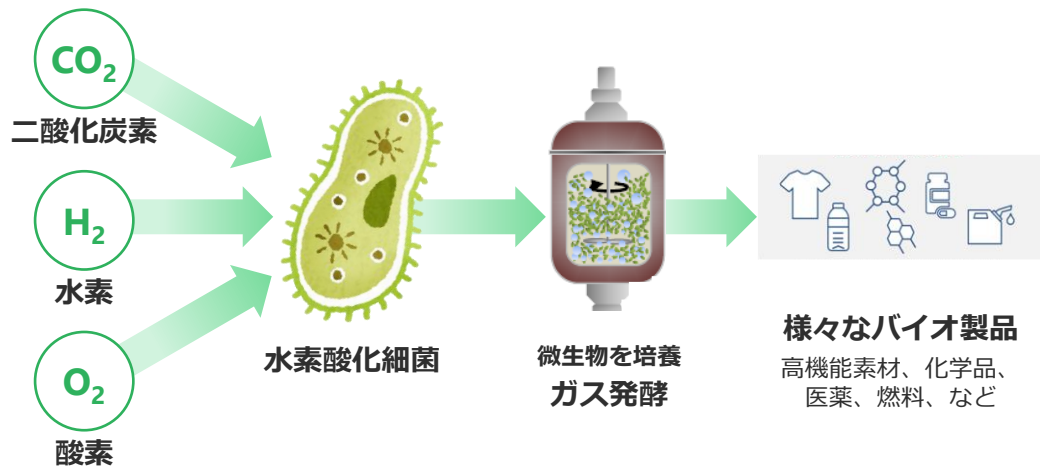 CO₂
二酸化炭素
H₂
水素
O₂
酸素
水素酸化細菌
微生物を培養
ガス発酵
様々なバイオ製品
高機能素材、化学品、
医薬、燃料、など